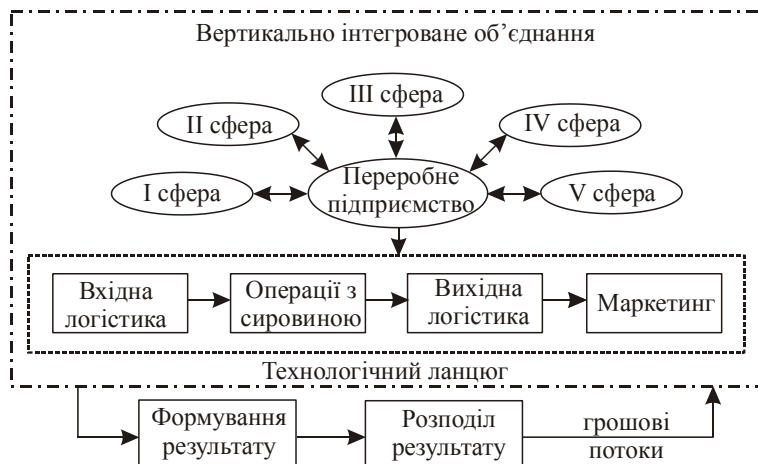 Вертикально інтегроване об’єднання
III сфера
II сфера
IV сфера
I сфера
Переробне
підприємство
V сфера
Вхідна
логістика
Операції з
сировиною
Вихідна
логістика
Маркетинг
Технологічний ланцюг
Формування
результату
Розподіл
результату
грошові
потоки